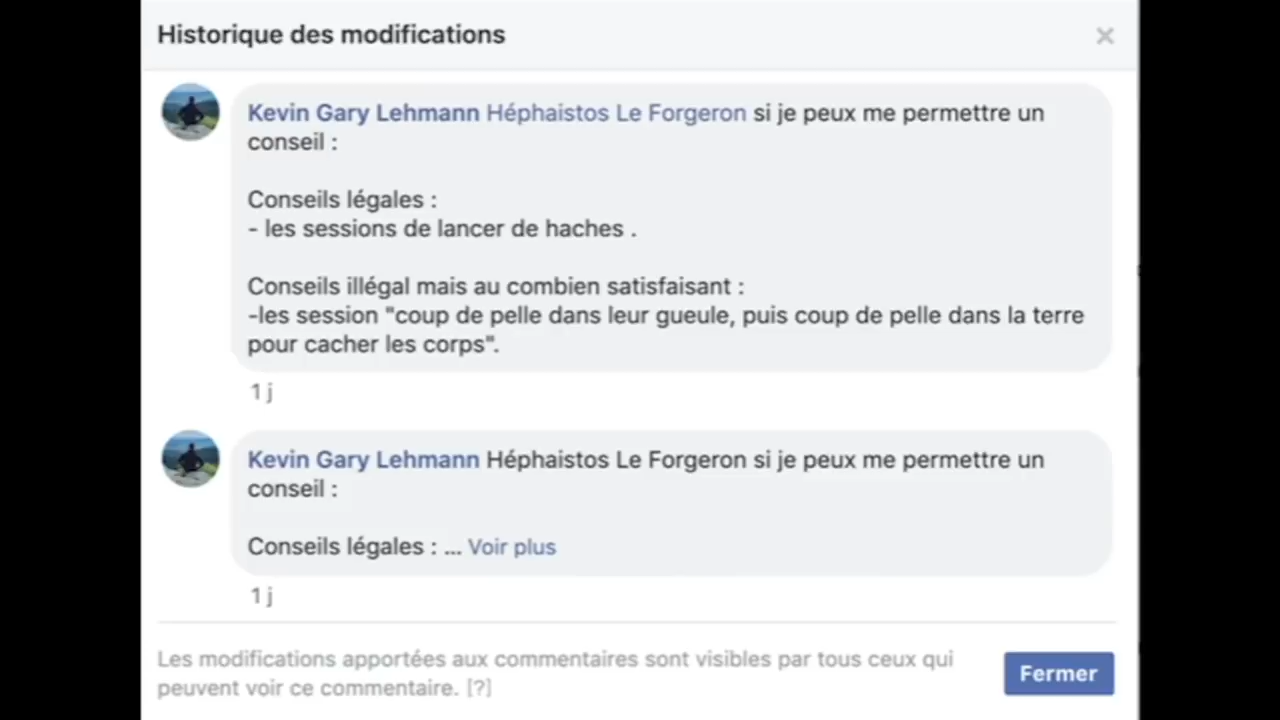 Historique des modifications
Kevin Gary Lehmann Héphaistos Le Forgeron si je peux me permettre un
conseil :
Conseils légales :
- les sessions de lancer de haches .
Conseils illégal mais au combien satisfaisant :
-les session "coup de pelle dans leur gueule, puis coup de pelle dans la terre
pour cacher les corps".
1 j
Kevin Gary Lehmann Héphaistos Le Forgeron si je peux me permettre un
conseil :
Conseils légales : ... Voir plus
1 j
Les modifications apportées aux commentaires sont visibles par tous ceux qui
peuvent voir ce commentaire. [?]
Fermer